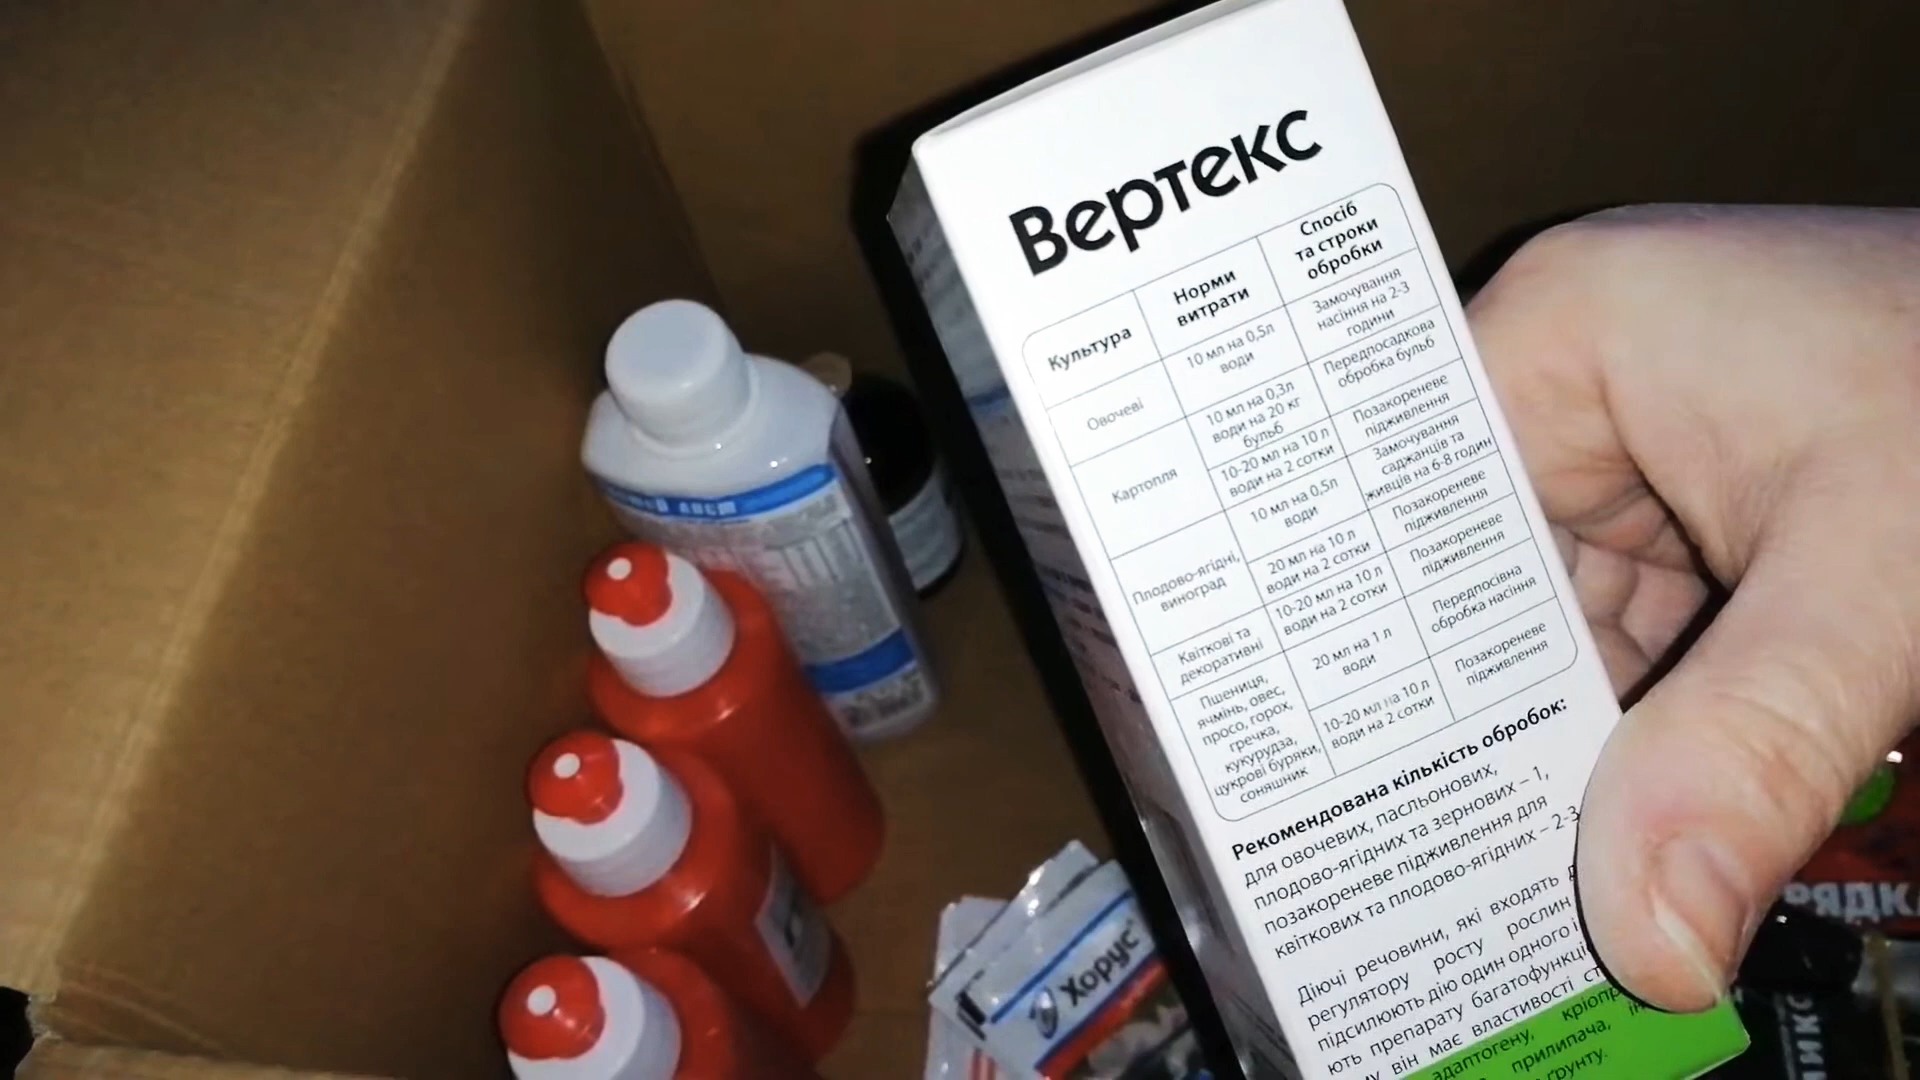 Вертекс
Культура
Норми
витрати
Спосіб
та строки
обробки
Овочеві
10 мл на 0,5л
води
Замочування
насіння на 2-3
години
Картопля
10 мл на 0,3л
води на 20 кг
бульб
Передпосадкова
обробка бульб
10-20 мл на 10 л
води на 2 сотки
Позакореневе
підживлення
Плодово-ягідні,
виноград
10 мл на 0,5л
води
Замочування
саджанців та
живців на 6-8 годин
20 мл на 10 л
води на 2 сотки
Позакореневе
підживлення
Квіткові та
декоративні
10-20 мл на 10 л
води на 2 сотки
Позакореневе
підживлення
Пшениця,
ячмінь, овес,
просо, горох,
гречка,
кукурудза,
цукрові буряки,
соняшник
20 мл на 1 л
води
Передпосівна
обробка насіння
10-20 мл на 10 л
води на 2 сотки
Позакореневе
підживлення
Рекомендована кількість обробок:
для овочевих, пасльонових,
плодово-ягідних та зернових – 1,
позакореневе підживлення для
квіткових та плодово-ягідних – 2-3
Діючі речовини, які входять
регулятору росту рослин
підсилюють дію один одного і
ють препарату багатофункці
му він має властивості ст
адаптогену, кріопр
прилипача, ін
ґрунту.
Хорус